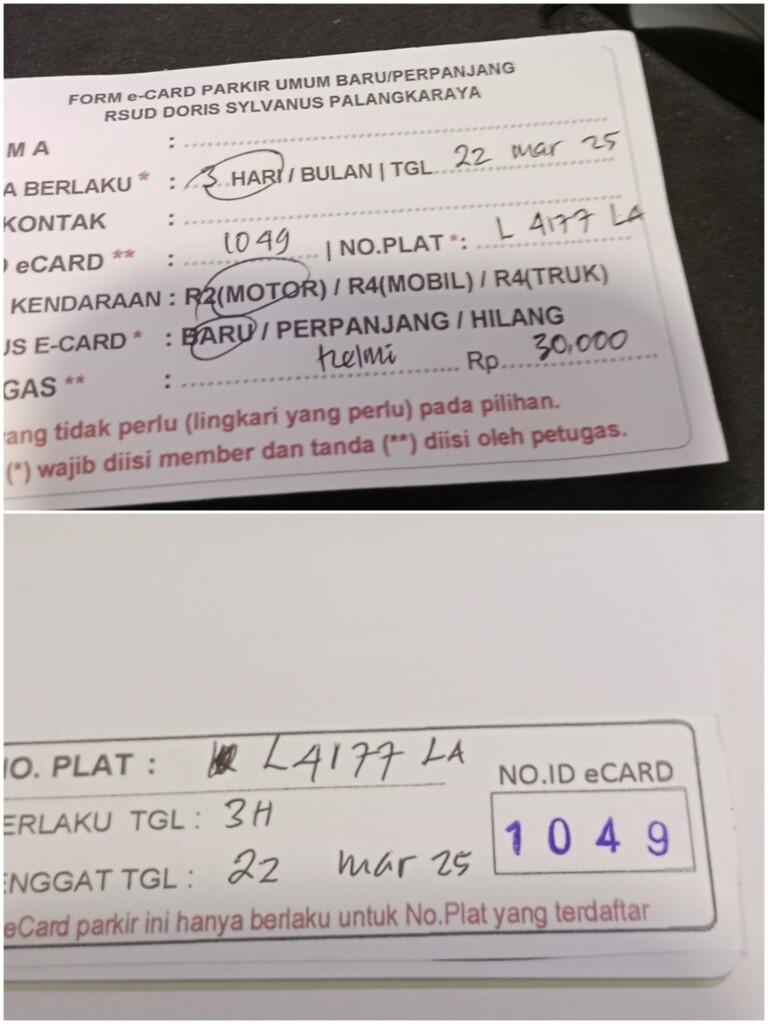 FORM e-CARD PARKIR UMUM BARU/PERPANJANG
RSUD DORIS SYLVANUS PALANGKARAYA
MA :
A BERLAKU * : 3 HARI / BULAN | TGL 22 mar 25
KONTAK :
eCARD ** : 1049 | NO.PLAT *: L 4177 LA
KENDARAAN : R2(MOTOR) / R4(MOBIL) / R4(TRUK)
US E-CARD * : BARU / PERPANJANG / HILANG
GAS ** : helmi Rp 30,000
ang tidak perlu (lingkari yang perlu) pada pilihan.
(*) wajib diisi member dan tanda (**) diisi oleh petugas.
O. PLAT : L4177 LA
NO.ID eCARD
ERLAKU TGL : 3H
1049
ENGGAT TGL : 22 mar 25
eCard parkir ini hanya berlaku untuk No.Plat yang terdaftar